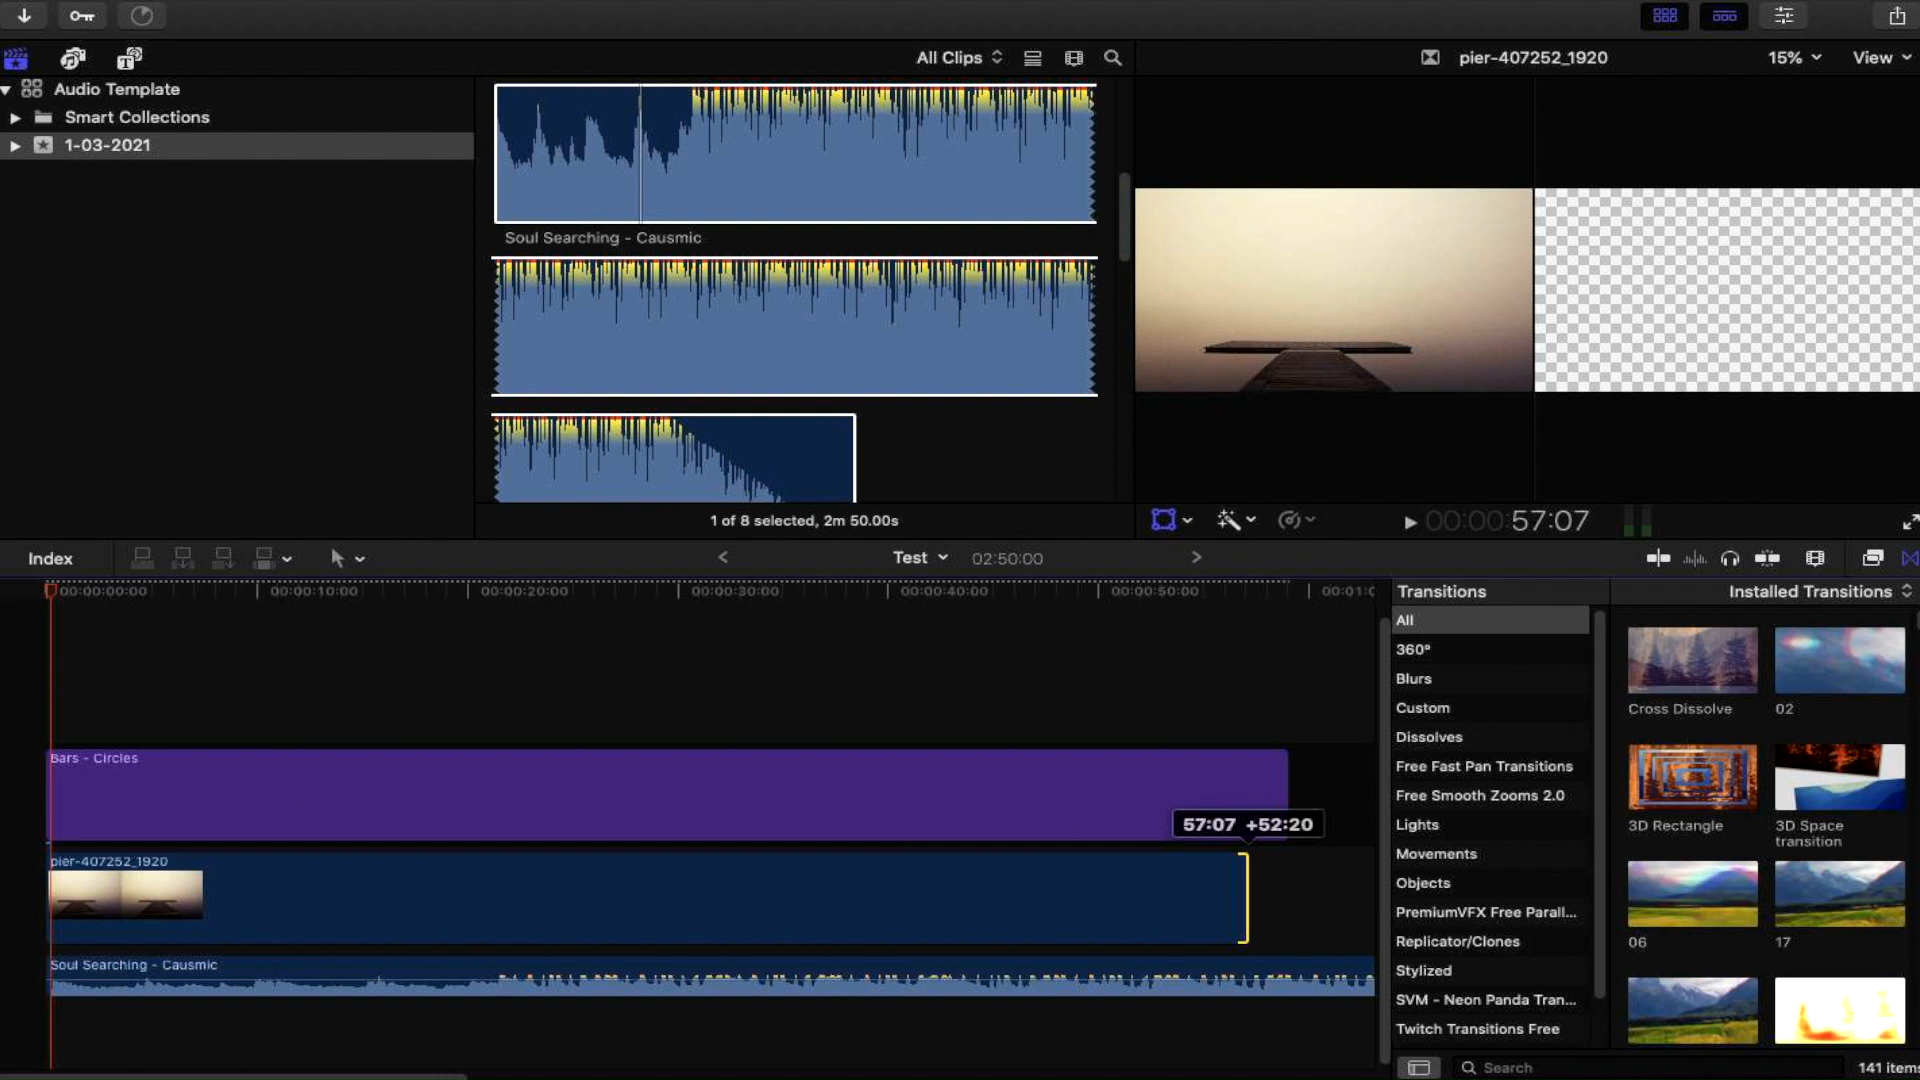 All Clips
pier-407252_1920
15%
View
Audio Template
Smart Collections
1-03-2021
Soul Searching - Causmic
1 of 8 selected, 2m 50.00s
00:00:00:57:07
Index
Test
02:50:00
00:00:00:00
00:00:10:00
00:00:20:00
00:00:30:00
00:00:40:00
00:00:50:00
00:01:0
Bars - Circles
57:07 +52:20
pier-407252_1920
Soul Searching - Causmic
Transitions
Installed Transitions
All
360°
Blurs
Custom
Dissolves
Free Fast Pan Transitions
Free Smooth Zooms 2.0
Lights
Movements
Objects
PremiumVFX Free Parall...
Replicator/Clones
Stylized
SVM - Neon Panda Tran...
Twitch Transitions Free
Cross Dissolve
02
3D Rectangle
3D Space
transition
06
17
Search
141 items